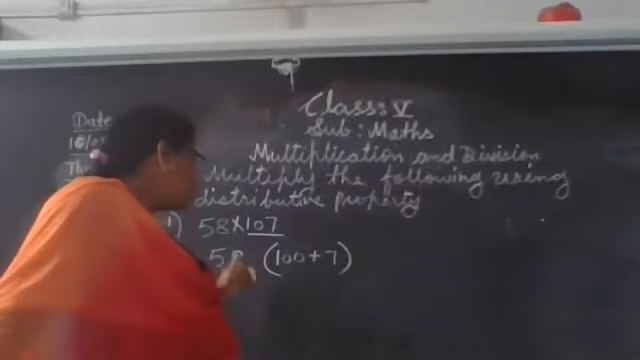 Class: V
Sub: Maths
Date
Multiplication and Division
Multiply the following using
distributive property
1) 58×107
58 (100+7)